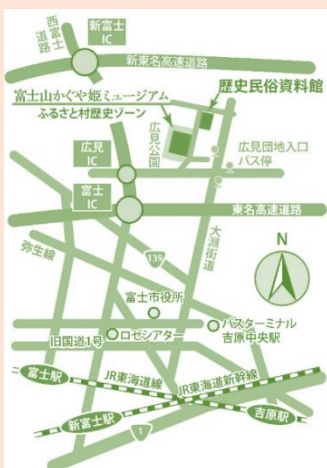 西富士
道路
新富士
IC
新東名高速道路
富士山かぐや姫ミュージアム
ふるさと村歴史ゾーン
歴史民俗資料館
広見公園
広見
IC
広見団地入口
バス停
富士
IC
東名高速道路
大淵街道
弥生線
139
N
富士市役所
旧国道1号
ロゼシアター
バスターミナル
吉原中央駅
富士駅
JR東海道線
JR東海道新幹線
新富士駅
1
吉原駅